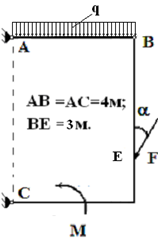 q
A B
AB =AC=4м;
BE =3м.
α
E F
C
M